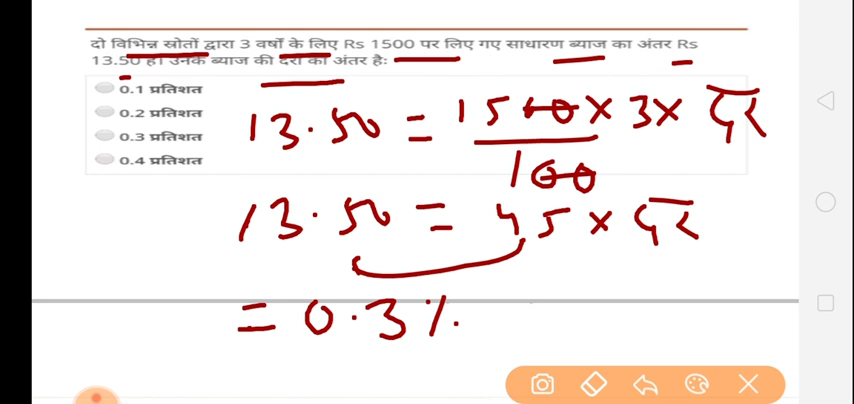 दो विभिन्न स्रोतों द्वारा 3 वर्षों के लिए Rs 1500 पर लिए गए साधारण ब्याज का अंतर Rs
13.50 है। उनके ब्याज की दरों का अंतर है:
0.1 प्रतिशत
0.2 प्रतिशत
0.3 प्रतिशत
0.4 प्रतिशत
13.50 = 1500 × 3 × दर
100
13.50 = 45 × दर
= 0.3%